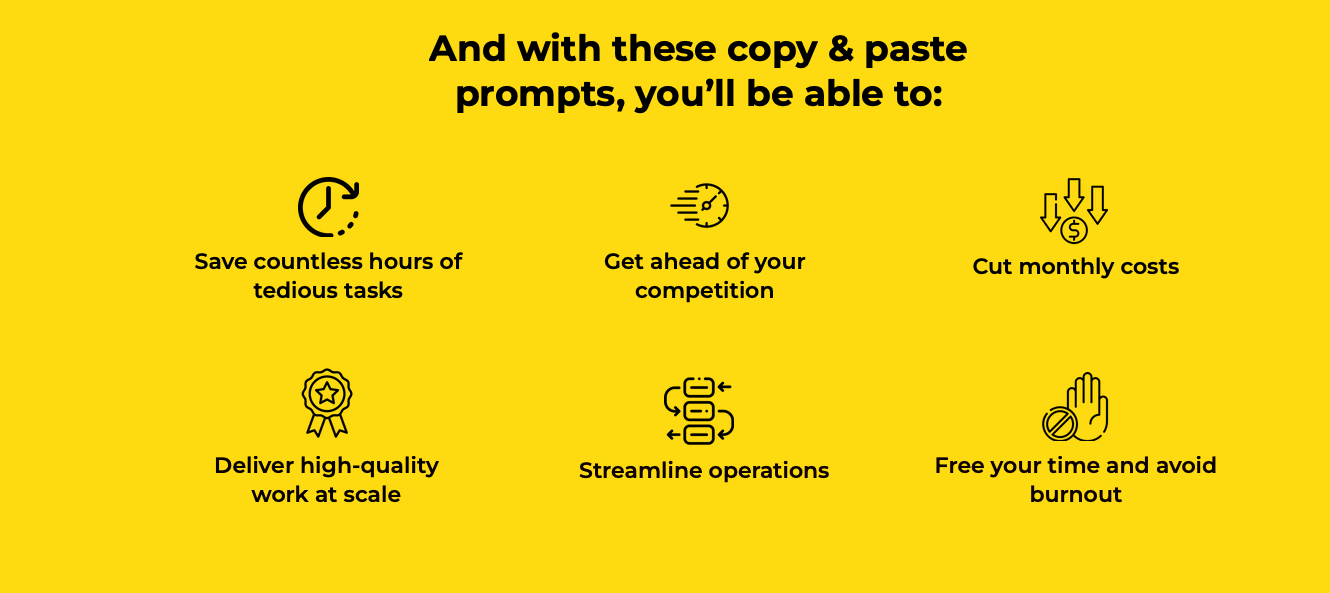 And with these copy & paste
prompts, you’ll be able to:
Save countless hours of
tedious tasks
Get ahead of your
competition
Cut monthly costs
Deliver high-quality
work at scale
Streamline operations
Free your time and avoid
burnout